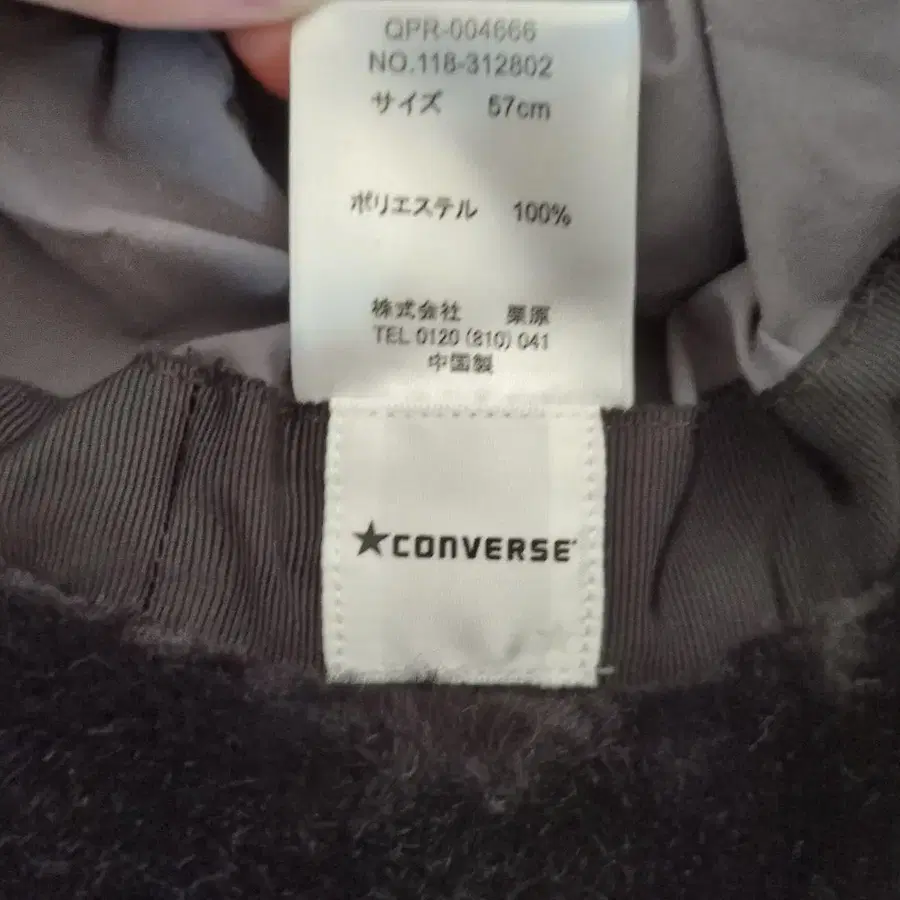 QPR-004666
NO.118-312802
サイズ 57cm
ポリエステル 100%
株式会社 栗原
TEL 0120 (810) 041
中国製
★CONVERSE